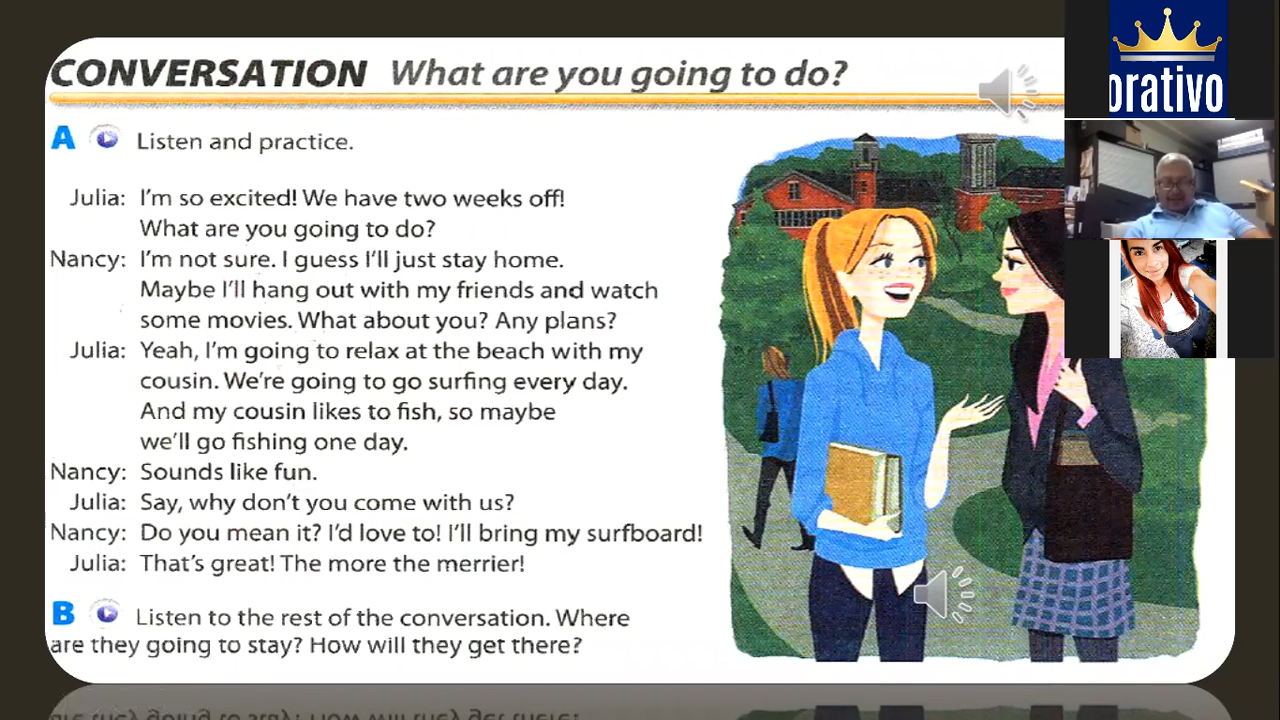 CONVERSATION What are you going to do?
A Listen and practice.
Julia: I'm so excited! We have two weeks off!
What are you going to do?
Nancy: I'm not sure. I guess I'll just stay home.
Maybe I'll hang out with my friends and watch
some movies. What about you? Any plans?
Julia: Yeah, I'm going to relax at the beach with my
cousin. We're going to go surfing every day.
And my cousin likes to fish, so maybe
we'll go fishing one day.
Nancy: Sounds like fun.
Julia: Say, why don't you come with us?
Nancy: Do you mean it? I'd love to! I'll bring my surfboard!
Julia: That's great! The more the merrier!
B Listen to the rest of the conversation. Where
are they going to stay? How will they get there?
orativo